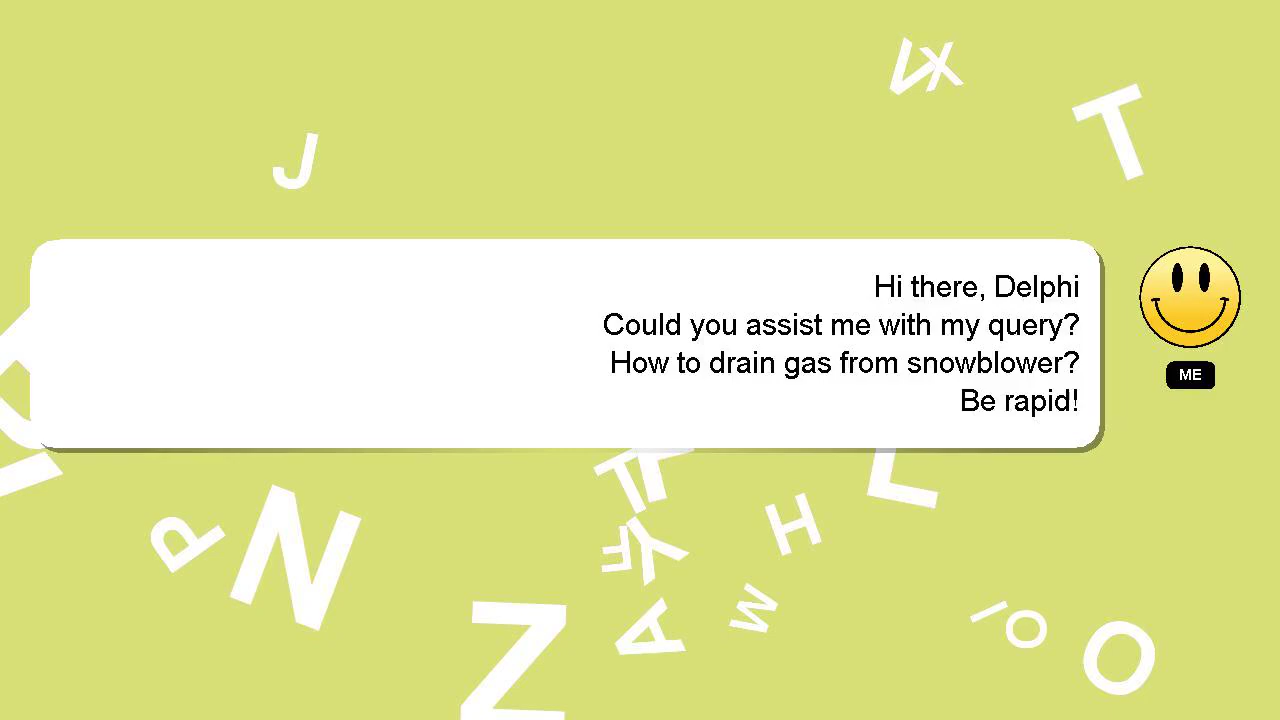 Hi there, Delphi
Could you assist me with my query?
How to drain gas from snowblower?
Be rapid!
ME
V
X
T
J
L
T
P
N
H
F
Y
Z
A
W
I
O
O